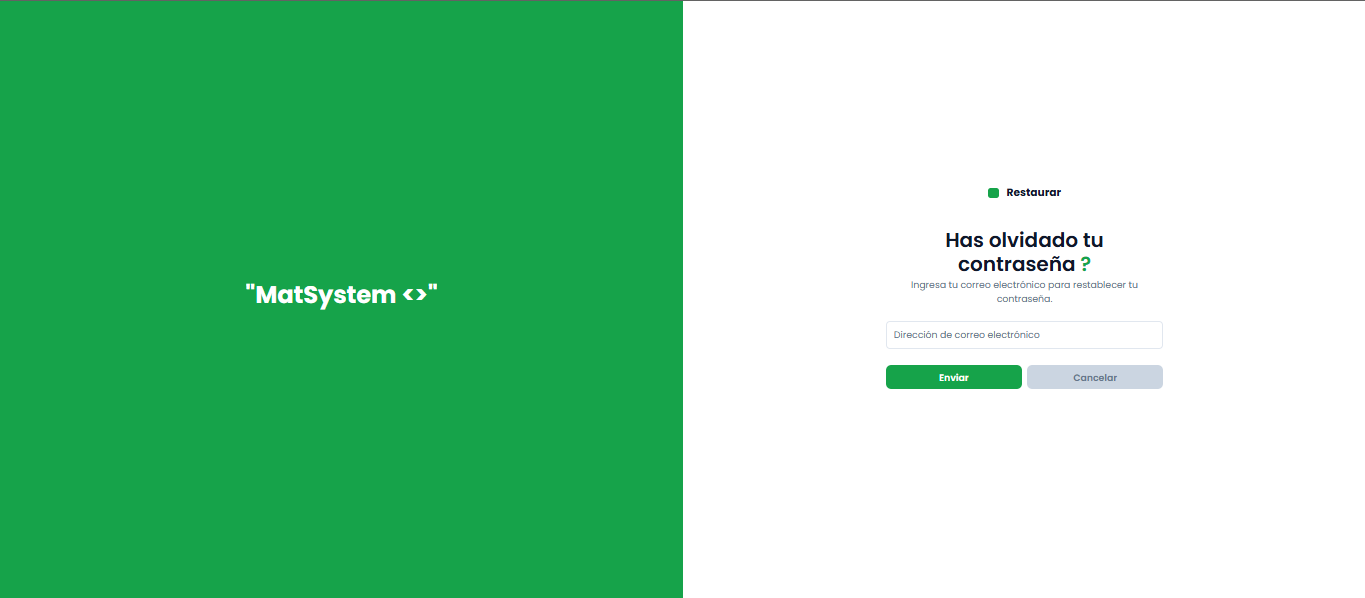 "MatSystem <>"
Restaurar
Has olvidado tu
contraseña ?
Ingresa tu correo electrónico para restablecer tu
contraseña.
Dirección de correo electrónico
Enviar
Cancelar